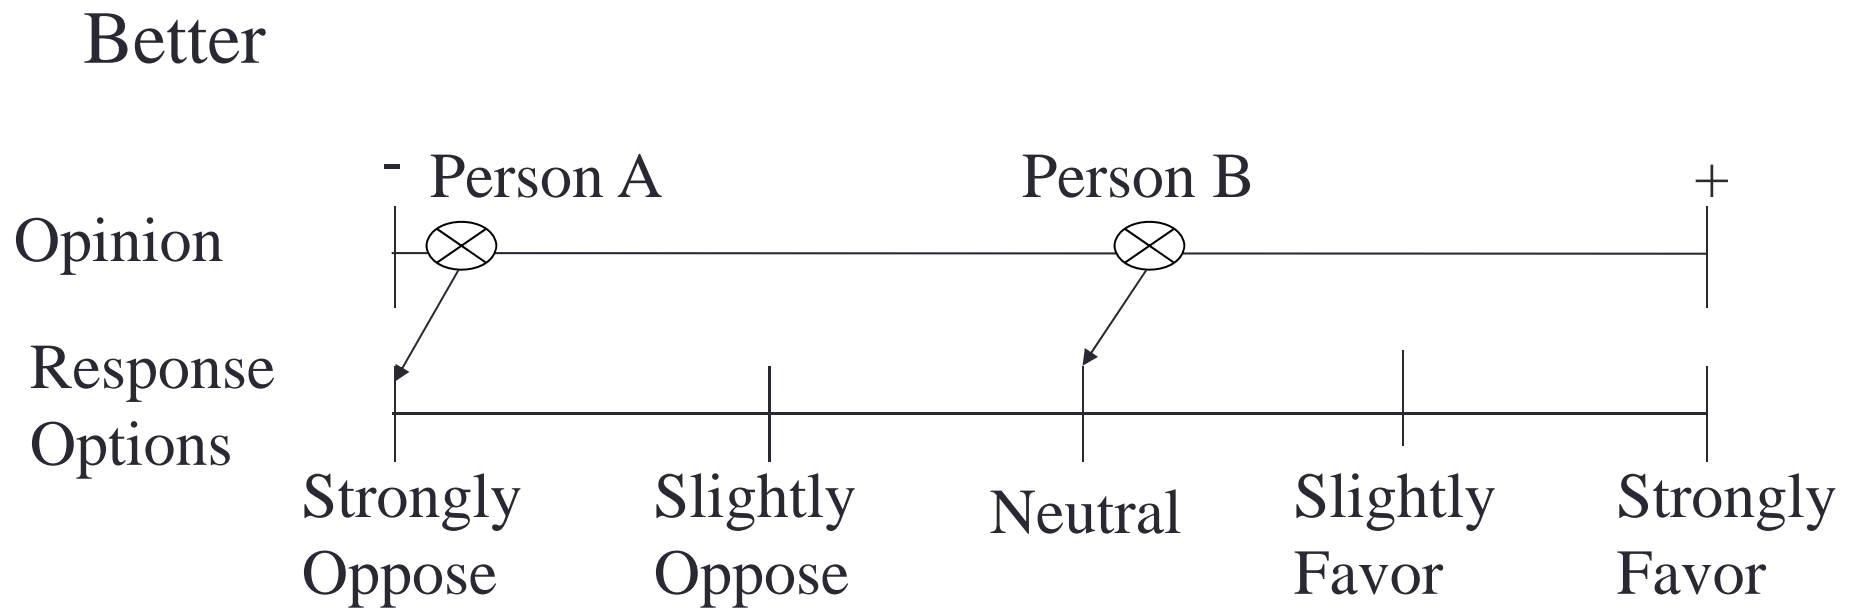 Better
- Person A Person B +
Opinion
Response
Options
Strongly Slightly Neutral Slightly Strongly
Oppose Oppose Favor Favor